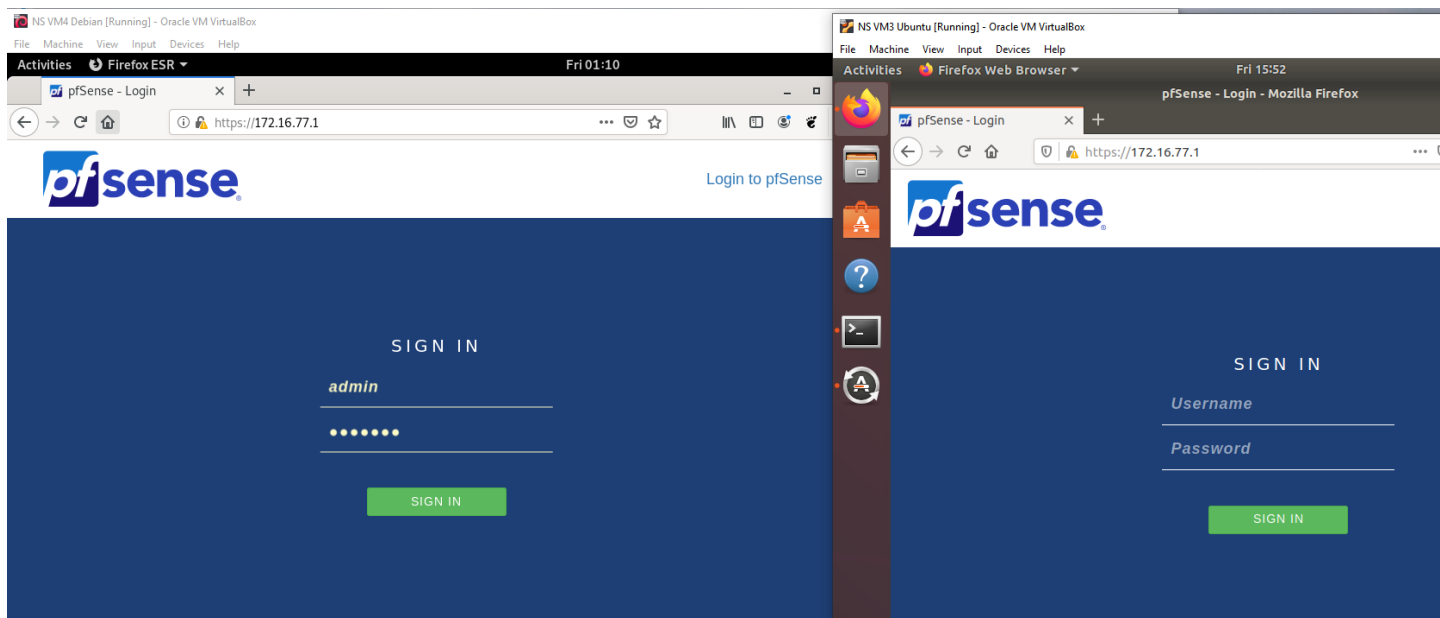 NS VM4 Debian [Running] - Oracle VM VirtualBox
File Machine View Input Devices Help
Activities Firefox ESR Fri 01:10
pfSense - Login
https://172.16.77.1
pfsense
Login to pfSense
SIGN IN
admin
•••••••
SIGN IN
NS VM3 Ubuntu [Running] - Oracle VM VirtualBox
File Machine View Input Devices Help
Activities Firefox Web Browser Fri 15:52
pfSense - Login - Mozilla Firefox
pfSense - Login
https://172.16.77.1
pfsense
SIGN IN
Username
Password
SIGN IN